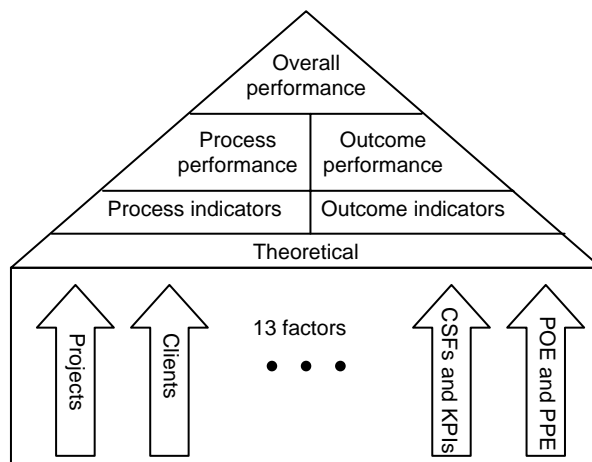 Overall
performance
Process
performance
Outcome
performance
Process indicators
Outcome indicators
Theoretical
Projects
Clients
13 factors
CSFs and KPIs
POE and PPE